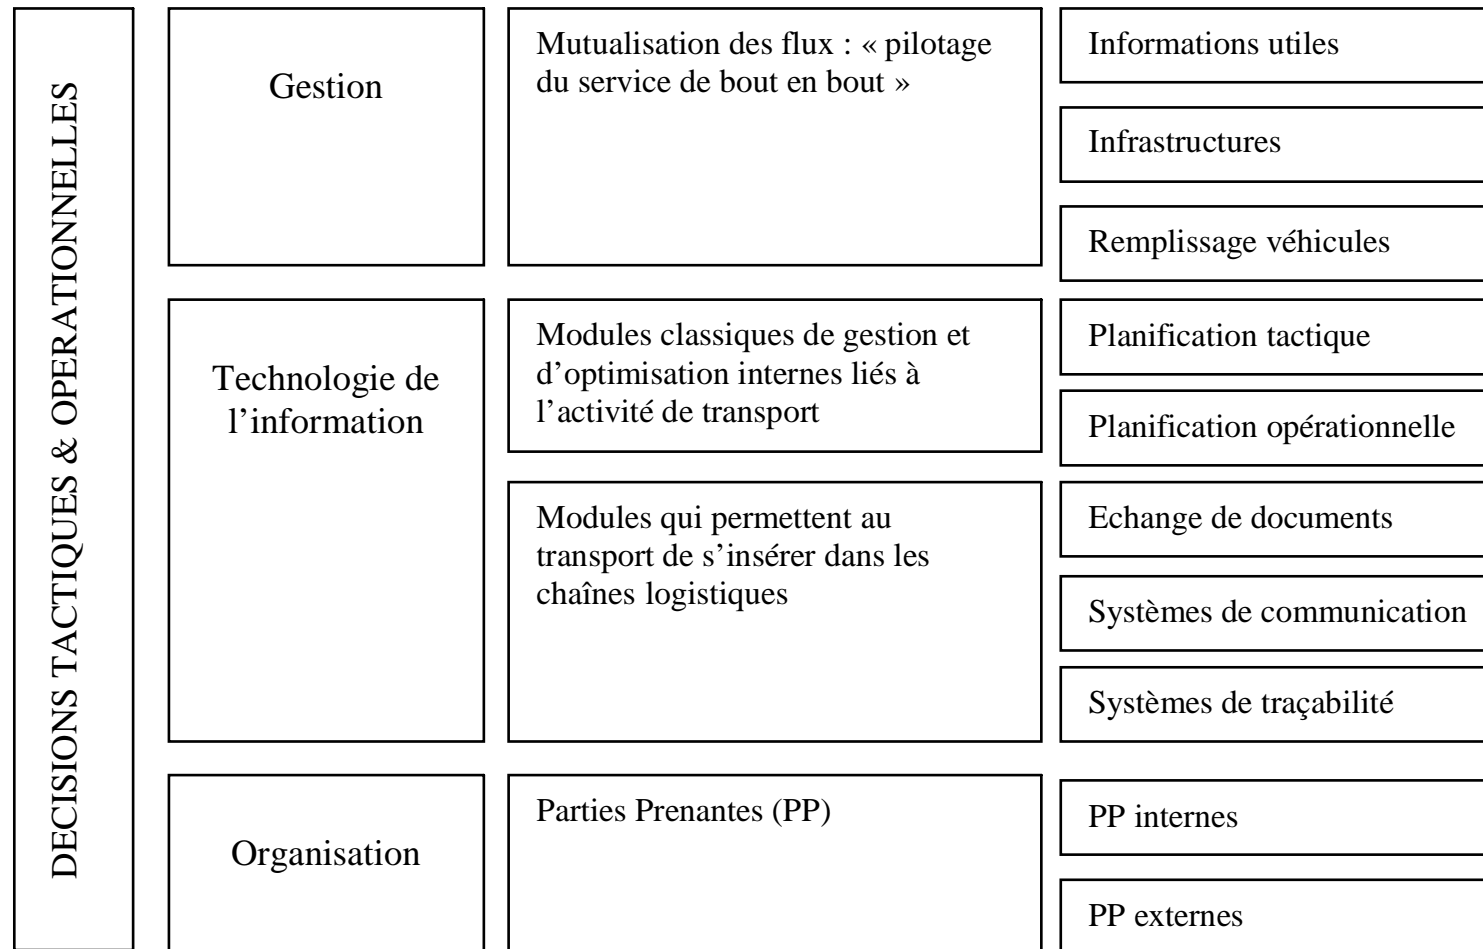 DECISIONS TACTIQUES & OPERATIONNELLES
Gestion
Mutualisation des flux : « pilotage
du service de bout en bout »
Informations utiles
Infrastructures
Remplissage véhicules
Technologie de
l’information
Modules classiques de gestion et
d’optimisation internes liés à
l’activité de transport
Planification tactique
Planification opérationnelle
Modules qui permettent au
transport de s’insérer dans les
chaînes logistiques
Echange de documents
Systèmes de communication
Systèmes de traçabilité
Organisation
Parties Prenantes (PP)
PP internes
PP externes